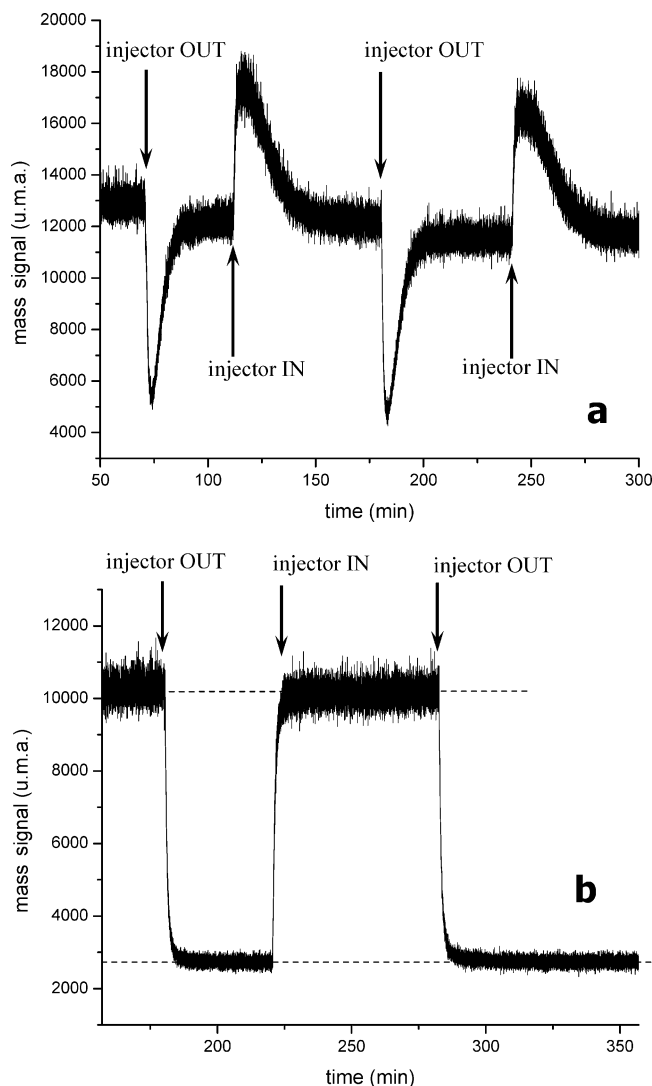 20000
18000
16000
14000
12000
10000
8000
6000
4000
mass signal (u.m.a.)
injector OUT
injector OUT
injector IN
injector IN
a
50 100 150 200 250 300
time (min)
injector OUT injector IN injector OUT
12000
10000
8000
6000
4000
2000
mass signal (u.m.a.)
b
200 250 300 350
time (min)